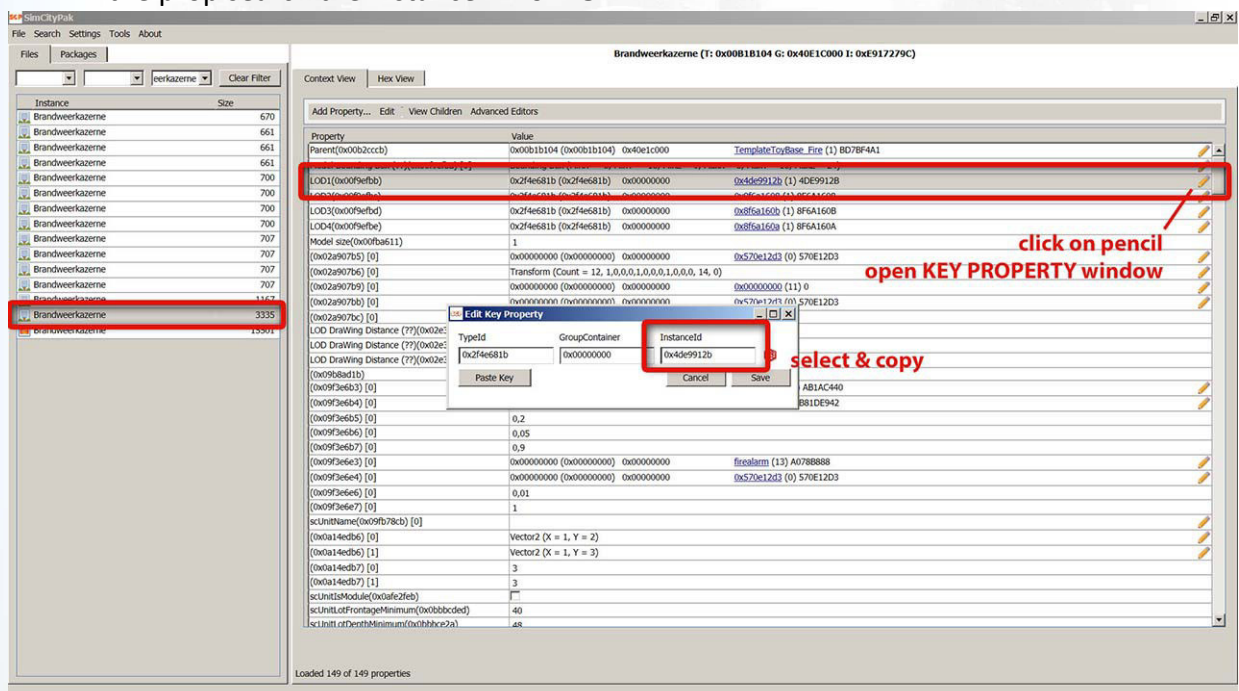 SimCityPak
File Search Settings Tools About
Files Packages
Brandweerkazerne (T: 0x00B1B104 G: 0x40E1C000 I: 0xE917279C)
eerkazerne Clear Filter
Context View Hex View
Instance Size
Add Property... Edit View Children Advanced Editors
Brandweerkazerne 670
Brandweerkazerne 661
Brandweerkazerne 661
Brandweerkazerne 661
Brandweerkazerne 700
Brandweerkazerne 700
Brandweerkazerne 700
Brandweerkazerne 700
Brandweerkazerne 707
Brandweerkazerne 707
Brandweerkazerne 707
Brandweerkazerne 707
Brandweerkazerne 1167
Brandweerkazerne 3335
Brandweerkazerne
Property Value
Parent(0x00b2cccb) 0x00b1b104 (0x00b1b104) 0x40e1c000 TemplateToyBase_Fire (1) BD7BF4A1
LOD1(0x00f9efbb) 0x2f4e681b (0x2f4e681b) 0x00000000 0x4de9912b (1) 4DE9912B
LOD3(0x00f9efbd) 0x2f4e681b (0x2f4e681b) 0x00000000 0x8f6a160b (1) 8F6A160B
LOD4(0x00f9efbe) 0x2f4e681b (0x2f4e681b) 0x00000000 0x8f6a160a (1) 8F6A160A
Model size(0x00fba611) 1
(0x02a907b5) [0] 0x00000000 (0x00000000) 0x00000000 0x570e12d3 (0) 570E12D3
(0x02a907b6) [0] Transform (Count = 12, 1,0,0,0,1,0,0,0,1,0,0,0, 14, 0)
(0x02a907b9) [0] 0x00000000 (0x00000000) 0x00000000 0x00000000 (11) 0
(0x02a907bb) [0] 0x00000000 (0x00000000) 0x00000000 0x570e12d3 (0) 570E12D3
(0x02a907bc) [0]
LOD DraWing Distance (??)(0x02e3
LOD DraWing Distance (??)(0x02e3
LOD DraWing Distance (??)(0x02e3
(0x09b8ad1b)
(0x09f3e6b3) [0] AB1AC440
(0x09f3e6b4) [0] B81DE942
(0x09f3e6b5) [0] 0,2
(0x09f3e6b6) [0] 0,05
(0x09f3e6b7) [0] 0,9
(0x09f3e6e3) [0] 0x00000000 (0x00000000) 0x00000000 firealarm (13) A078B888
(0x09f3e6e4) [0] 0x00000000 (0x00000000) 0x00000000 0x570e12d3 (0) 570E12D3
(0x09f3e6e6) [0] 0,01
(0x09f3e6e7) [0] 1
scUnitName(0x09fb78cb) [0]
(0x0a14edb6) [0] Vector2 (X = 1, Y = 2)
(0x0a14edb6) [1] Vector2 (X = 1, Y = 3)
(0x0a14edb7) [0] 3
(0x0a14edb7) [1] 3
scUnitIsModule(0x0afe2feb)
scUnitLotFrontageMinimum(0x0bbbcded) 40
scUnitLotDepthMinimum(0x0bbbce2a) 48
click on pencil
open KEY PROPERTY window
Edit Key Property
TypeId GroupContainer InstanceId
0x2f4e681b 0x00000000 0x4de9912b
select & copy
Paste Key Cancel Save
Loaded 149 of 149 properties